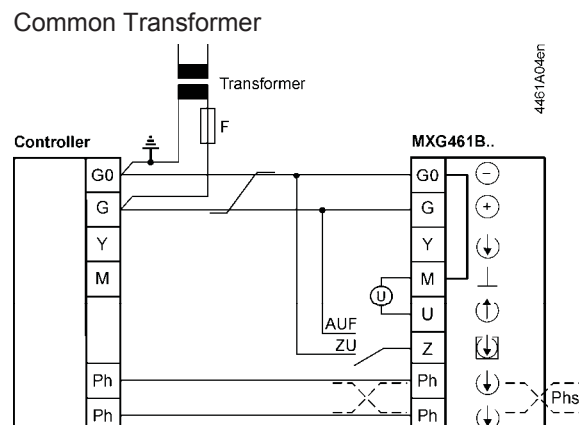 Common Transformer
4461A04en
Transformer
F
Controller
MXG461B..
G0
G0
G
G
Y
Y
M
M
U
U
AUF
ZU
Z
Ph
Ph
Phs
Ph
Ph